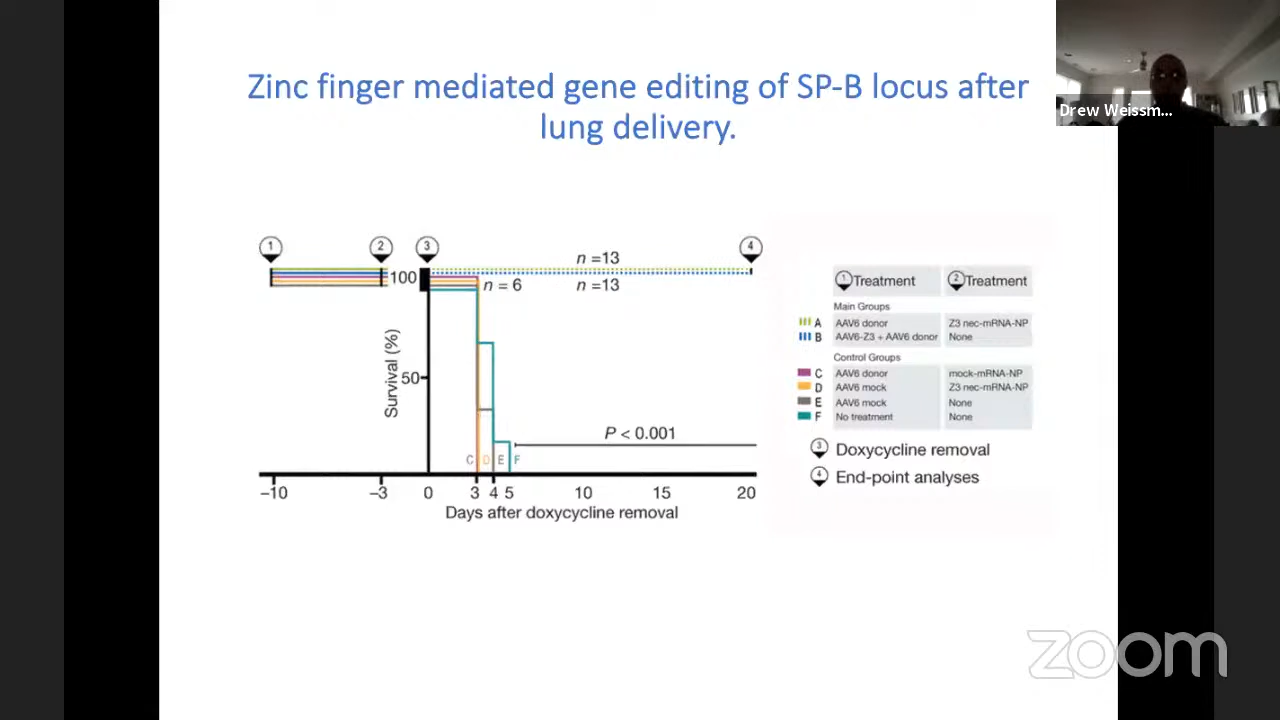 Zinc finger mediated gene editing of SP-B locus after
lung delivery.
Drew Weissm...
1
2
3
4
n =13
100
n = 6
n =13
Survival (%)
50
P < 0.001
C
D
E
F
−10
−3
0
3
4
5
10
15
20
Days after doxycycline removal
1 Treatment
2 Treatment
Main Groups
A AAV6 donor Z3 nec-mRNA-NP
B AAV6-Z3 + AAV6 donor None
Control Groups
C AAV6 donor mock-mRNA-NP
D AAV6 mock Z3 nec-mRNA-NP
E AAV6 mock None
F No treatment None
3 Doxycycline removal
4 End-point analyses
zoom